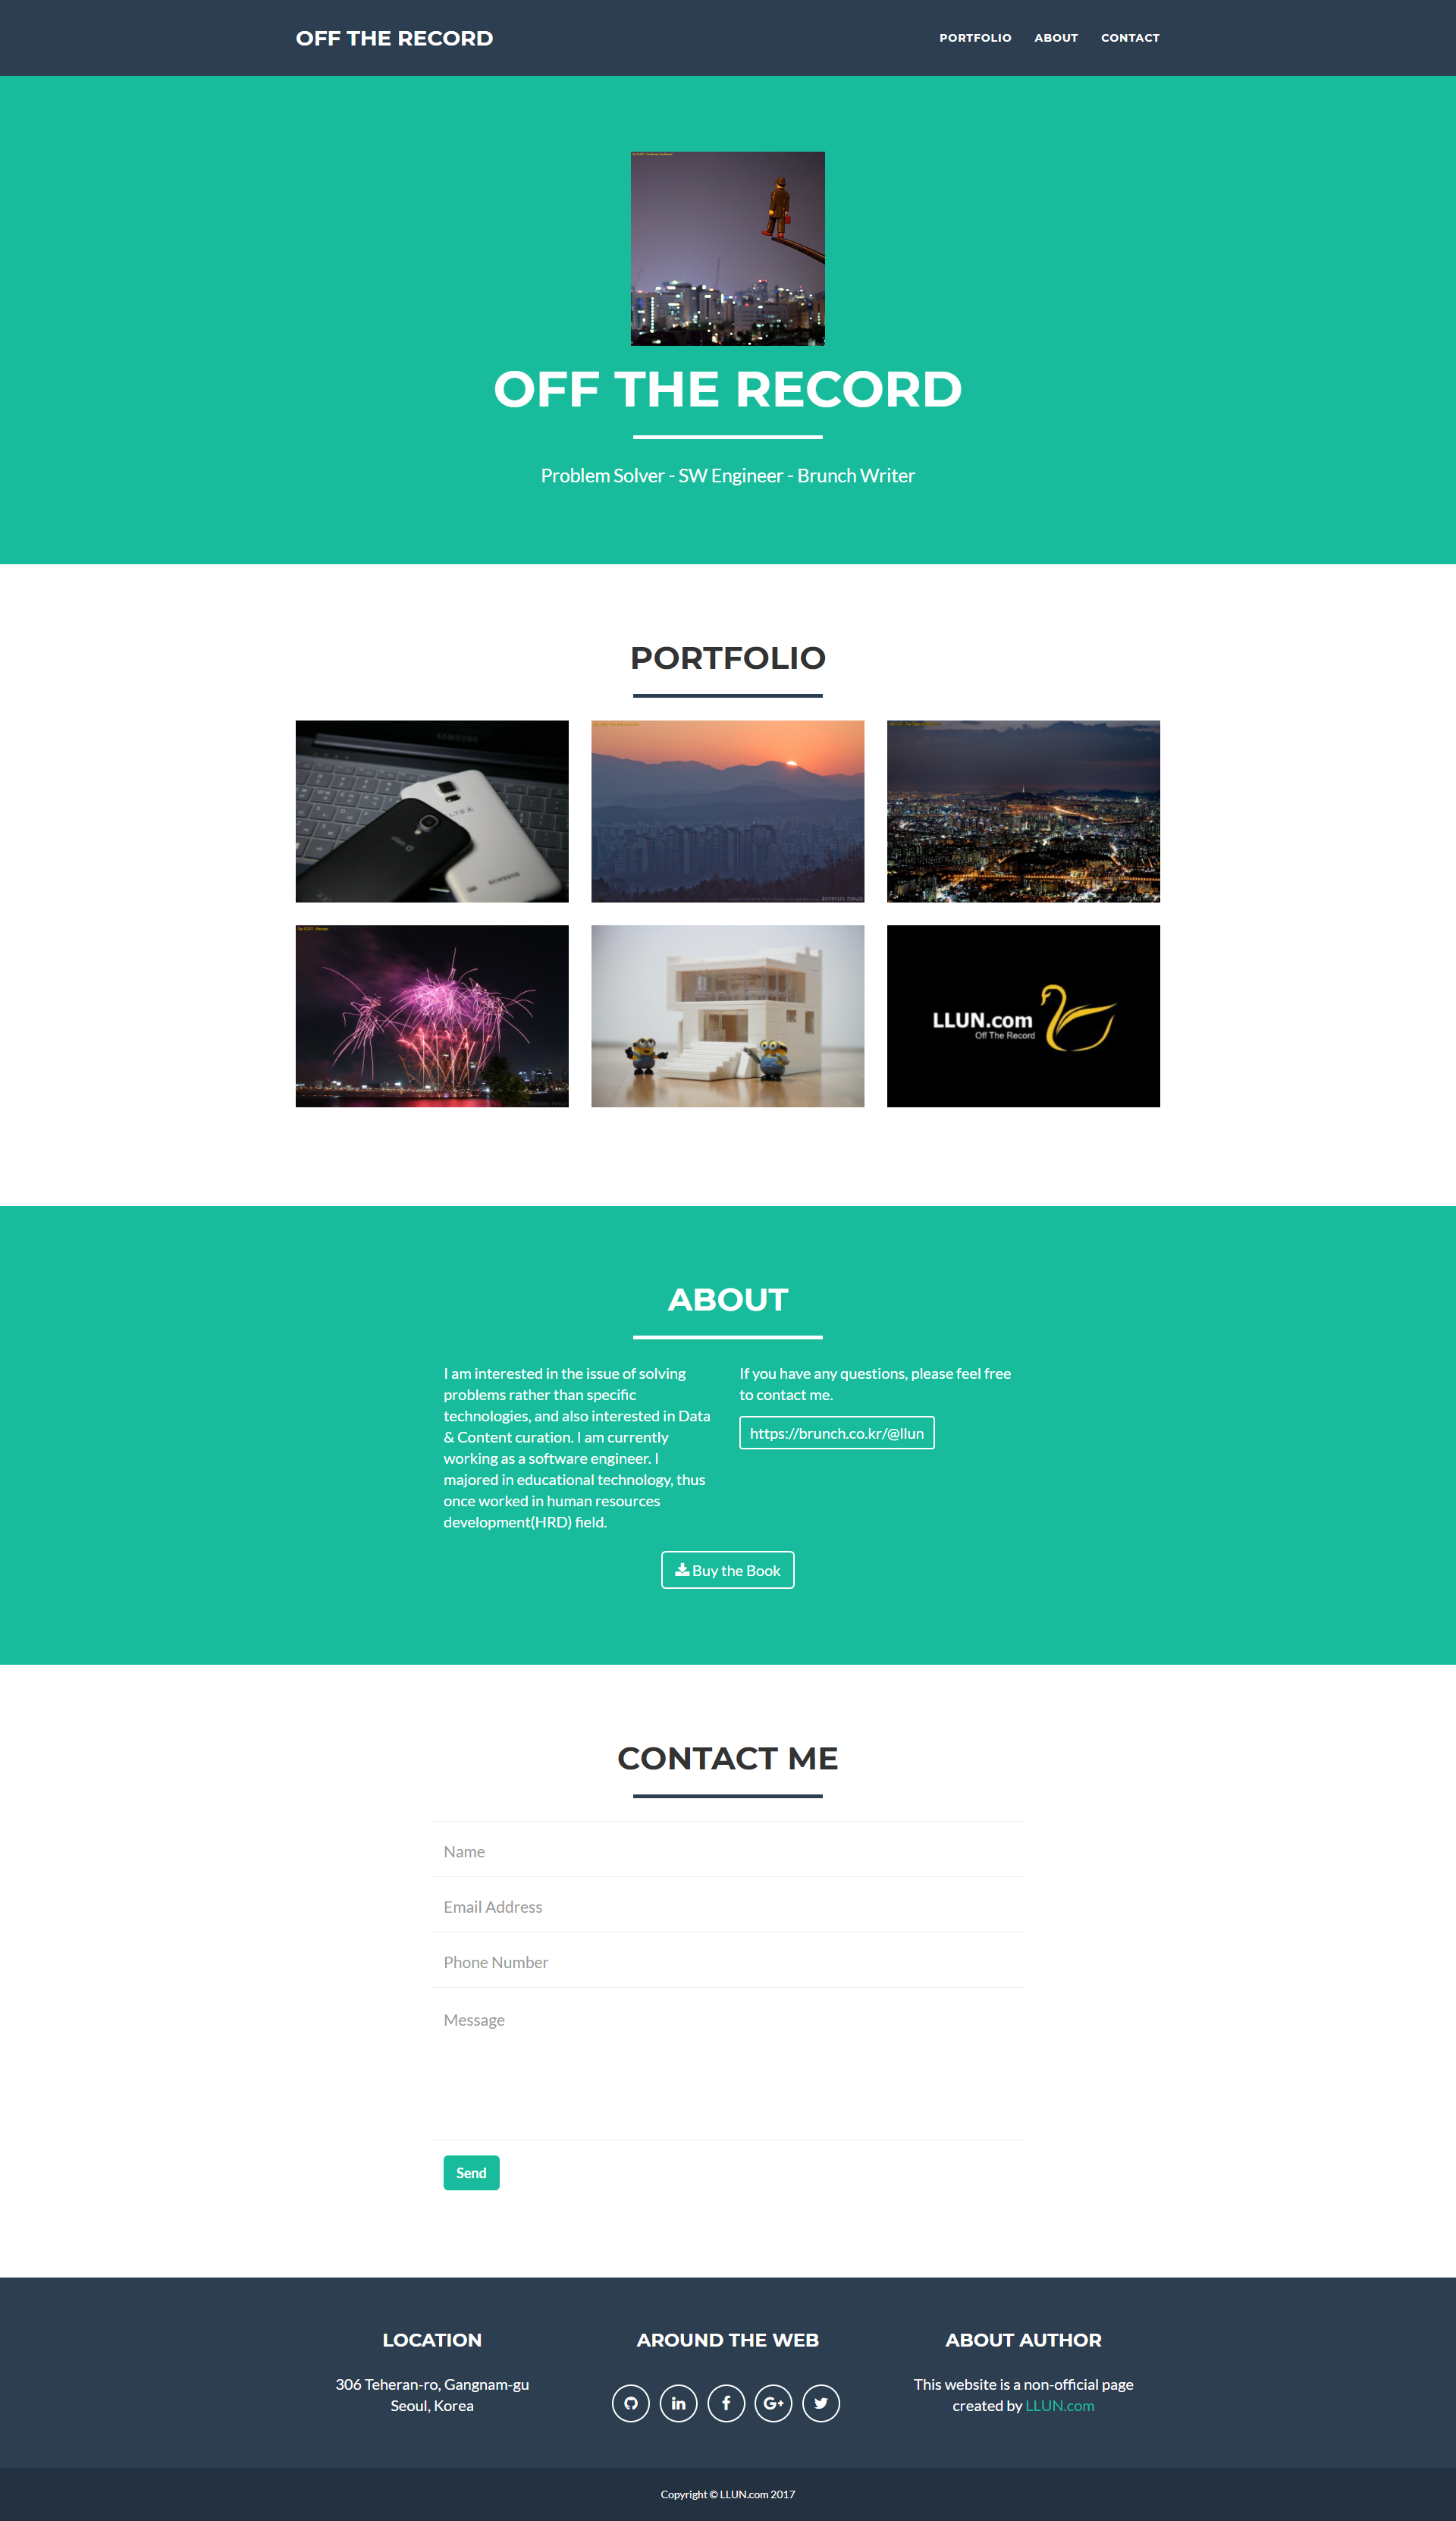 OFF THE RECORD
PORTFOLIO ABOUT CONTACT
OFF THE RECORD
Problem Solver - SW Engineer - Brunch Writer
PORTFOLIO
SAMSUNG
LTE-A
SAMSUNG
LLUN.com
Off The Record
ABOUT
I am interested in the issue of solving
problems rather than specific
technologies, and also interested in Data
& Content curation. I am currently
working as a software engineer. I
majored in educational technology, thus
once worked in human resources
development(HRD) field.
If you have any questions, please feel free
to contact me.
https://brunch.co.kr/@llun
Buy the Book
CONTACT ME
Name
Email Address
Phone Number
Message
Send
LOCATION
306 Teheran-ro, Gangnam-gu
Seoul, Korea
AROUND THE WEB
ABOUT AUTHOR
This website is a non-official page
created by LLUN.com
Copyright © LLUN.com 2017